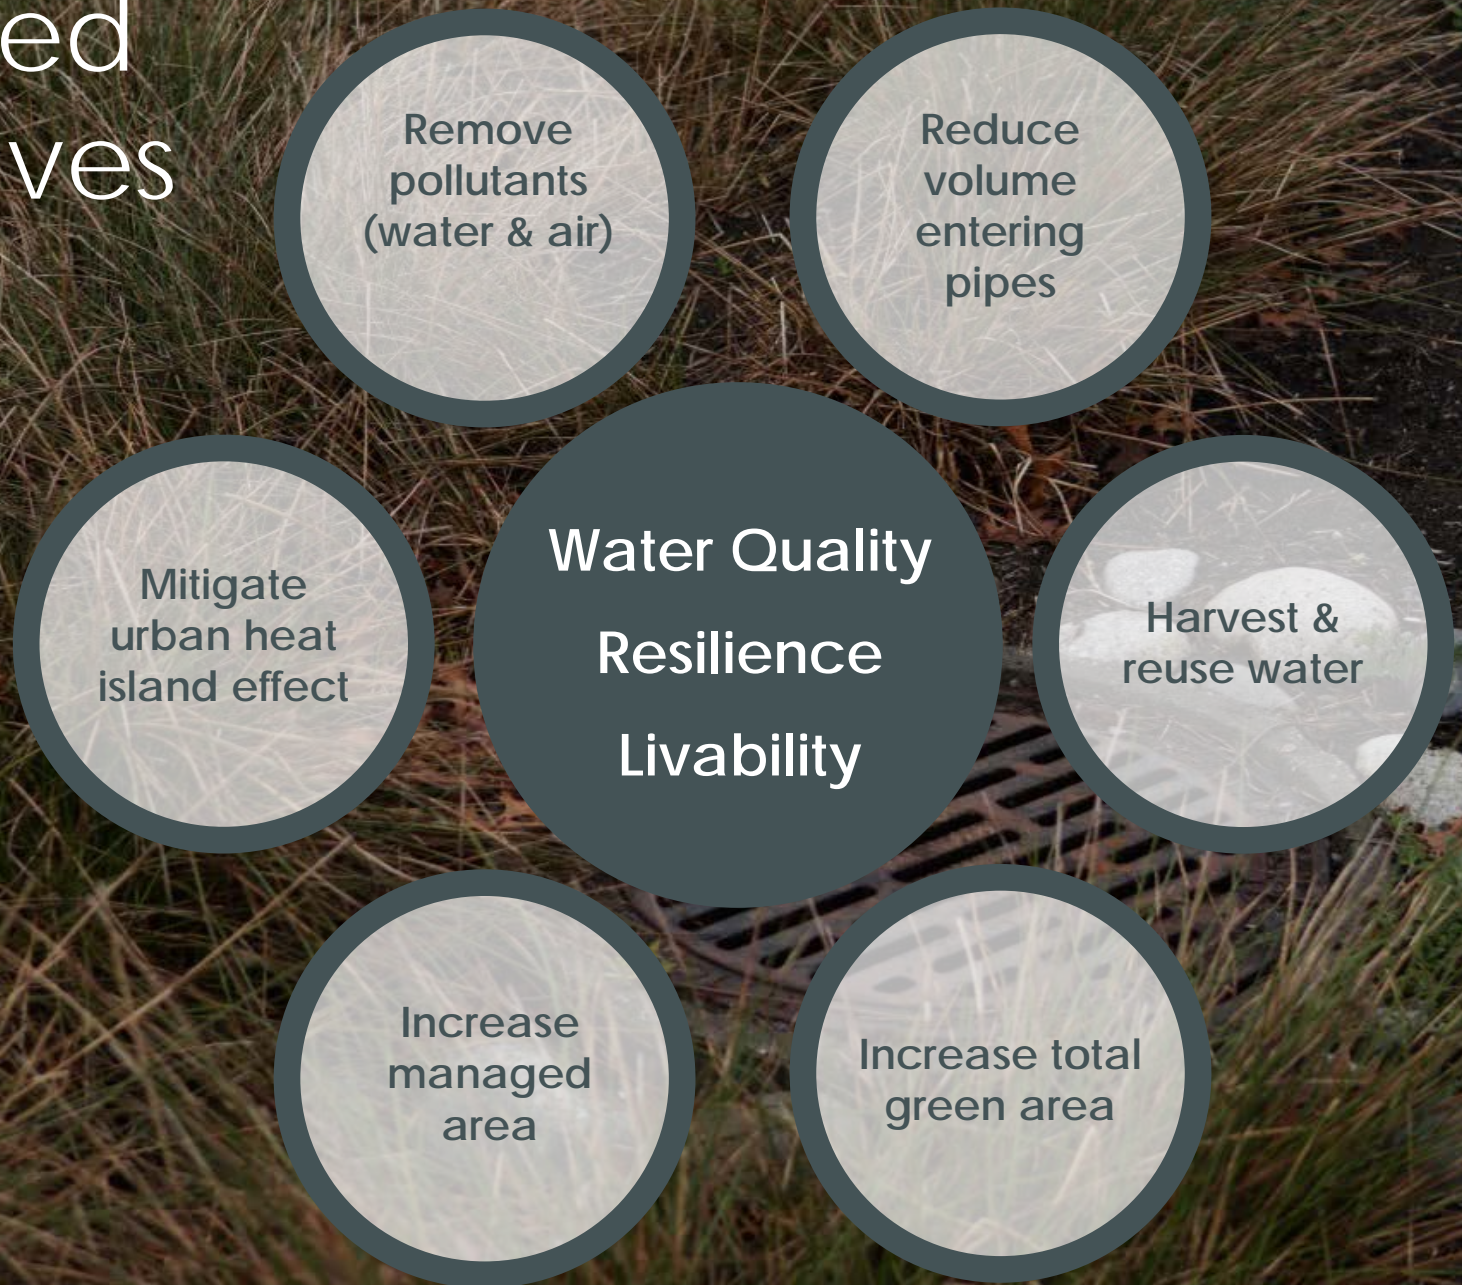 ed
ves
Remove
pollutants
(water & air)
Reduce
volume
entering
pipes
Mitigate
urban heat
island effect
Water Quality
Resilience
Livability
Harvest &
reuse water
Increase
managed
area
Increase total
green area